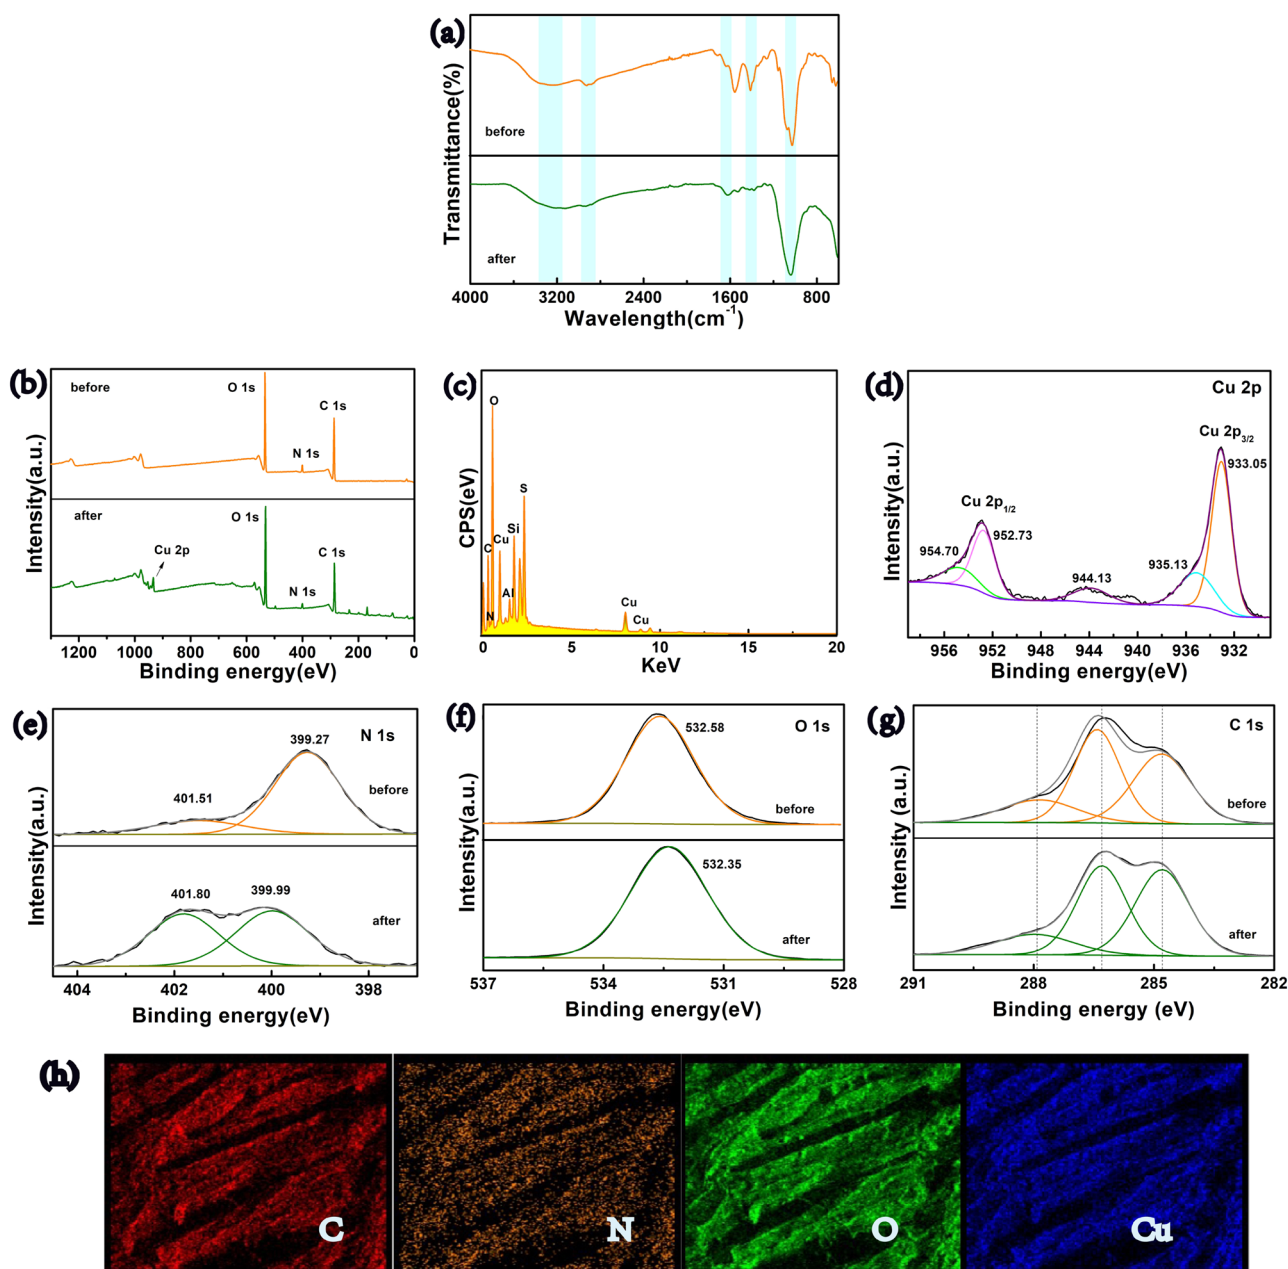 (a)
Transmittance(%)
before
after
4000 3200 2400 1600 800
Wavelength(cm-1)
(b)
Intensity(a.u.)
before
O 1s
C 1s
N 1s
after
O 1s
Cu 2p
C 1s
N 1s
1200 1000 800 600 400 200 0
Binding energy(eV)
(c)
CPS(eV)
O
S
Si
Cu
C
Al
N
Cu
Cu
0 5 10 15 20
KeV
(d)
Intensity(a.u.)
Cu 2p
Cu 2p3/2
933.05
Cu 2p1/2
952.73
954.70
935.13
944.13
956 952 948 944 940 936 932
Binding energy(eV)
(e)
Intensity(a.u.)
N 1s
399.27
before
401.51
401.80 399.99
after
404 402 400 398
Binding energy(eV)
(f)
Intensity(a.u.)
O 1s
532.58
before
532.35
after
537 534 531 528
Binding energy(eV)
(g)
Intensity (a.u.)
C 1s
before
after
291 288 285 282
Binding energy (eV)
(h)
C N O Cu